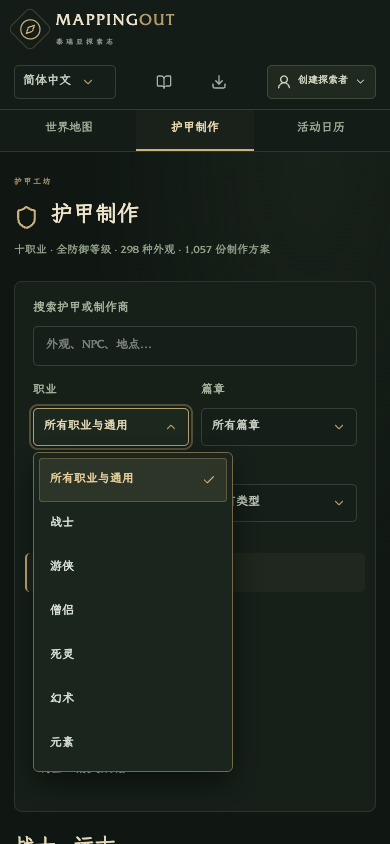 MAPPINGOUT
泰瑞亚探索志
简体中文
创建探索者
世界地图
护甲制作
活动日历
护甲工坊
护甲制作
十职业 · 全防御等级 · 298 种外观 · 1,057 份制作方案
搜索护甲或制作商
外观、NPC、地点…
职业
篇章
所有职业与通用
所有篇章
所有职业与通用
类型
战士
游侠
僧侣
死灵
幻术
元素